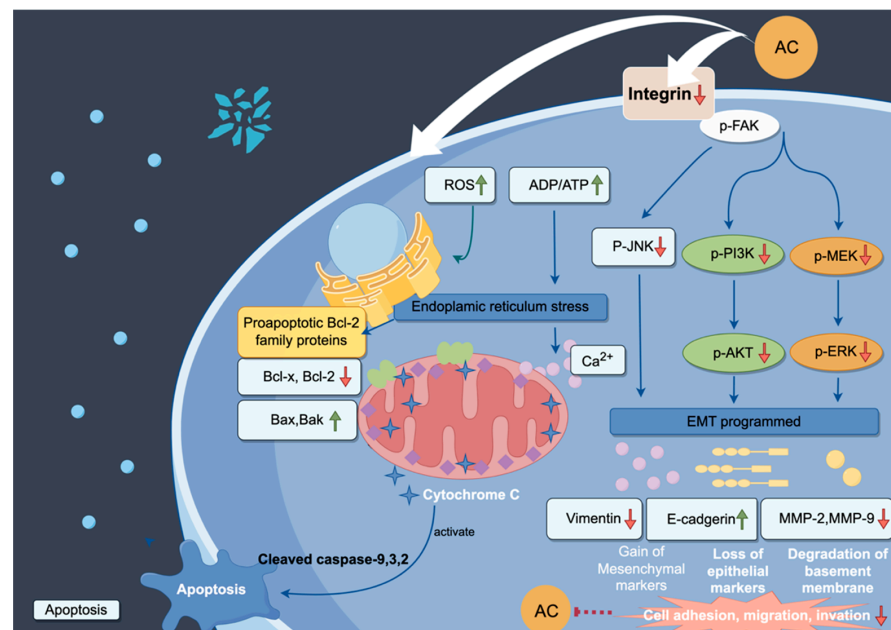 AC
Integrin
p-FAK
ROS
ADP/ATP
P-JNK
p-PI3K
p-MEK
Endoplamic reticulum stress
Proapoptotic Bcl-2
family proteins
Ca2+
p-AKT
p-ERK
Bcl-x, Bcl-2
Bax,Bak
EMT programmed
Cytochrome C
Vimentin
E-cadgerin
MMP-2,MMP-9
activate
Gain of
Mesenchymal
markers
Loss of
epithelial
markers
Degradation of
basement
membrane
Cleaved caspase-9,3,2
Apoptosis
Apoptosis
AC
Cell adhesion, migration, invation